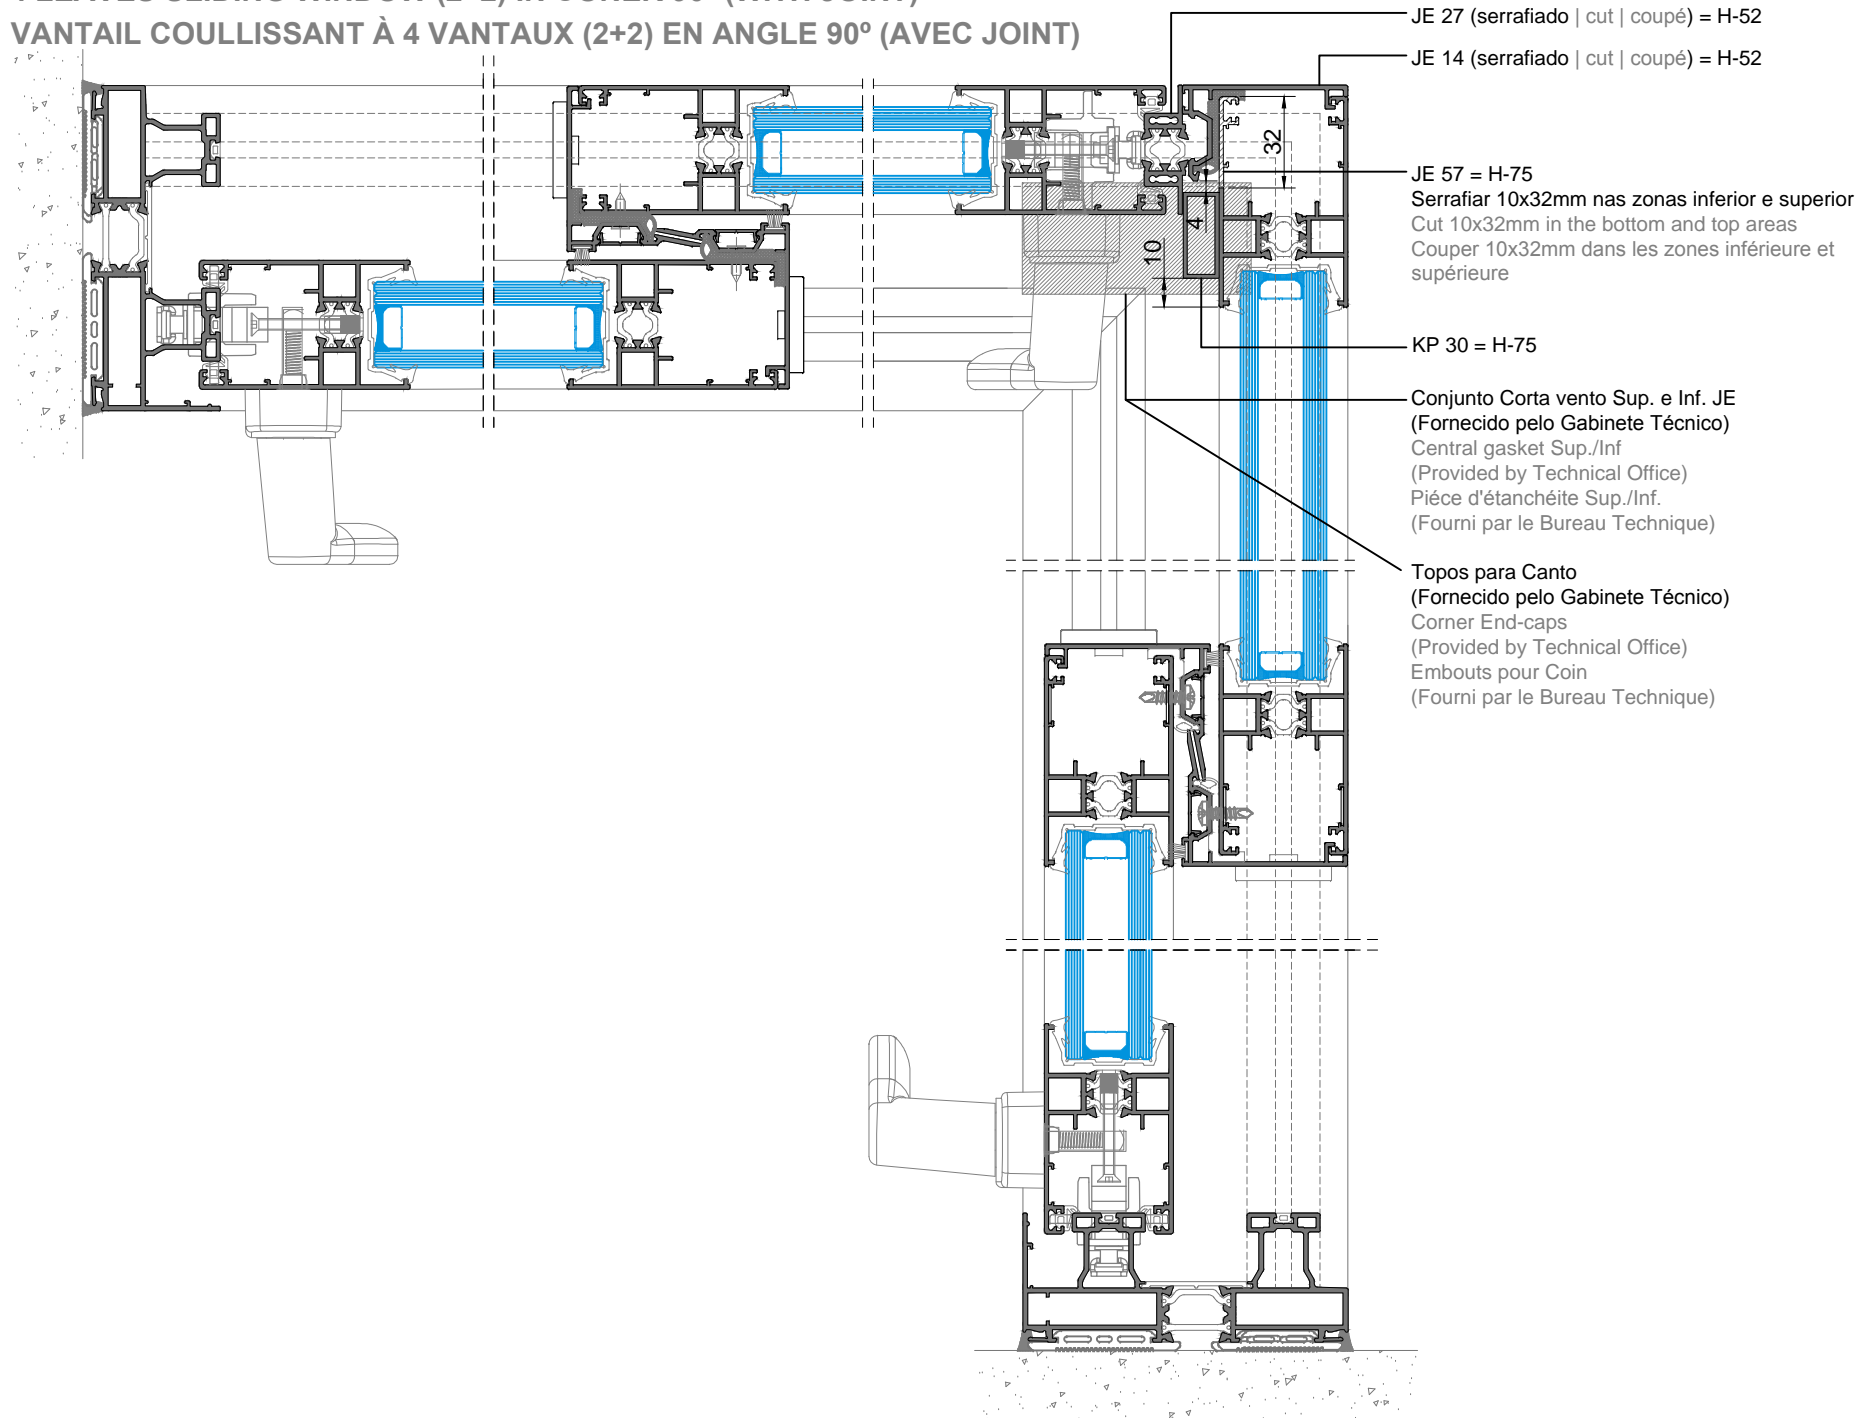 VANTAIL COULLISSANT À 4 VANTAUX (2+2) EN ANGLE 90º (AVEC JOINT)
JE 27 (serrafiado | cut | coupé) = H-52
JE 14 (serrafiado | cut | coupé) = H-52
32
JE 57 = H-75
Serrafiar 10x32mm nas zonas inferior e superior
Cut 10x32mm in the bottom and top areas
Couper 10x32mm dans les zones inférieure et
supérieure
4
10
KP 30 = H-75
Conjunto Corta vento Sup. e Inf. JE
(Fornecido pelo Gabinete Técnico)
Central gasket Sup./Inf
(Provided by Technical Office)
Piéce d'étanchéite Sup./Inf.
(Fourni par le Bureau Technique)
Topos para Canto
(Fornecido pelo Gabinete Técnico)
Corner End-caps
(Provided by Technical Office)
Embouts pour Coin
(Fourni par le Bureau Technique)